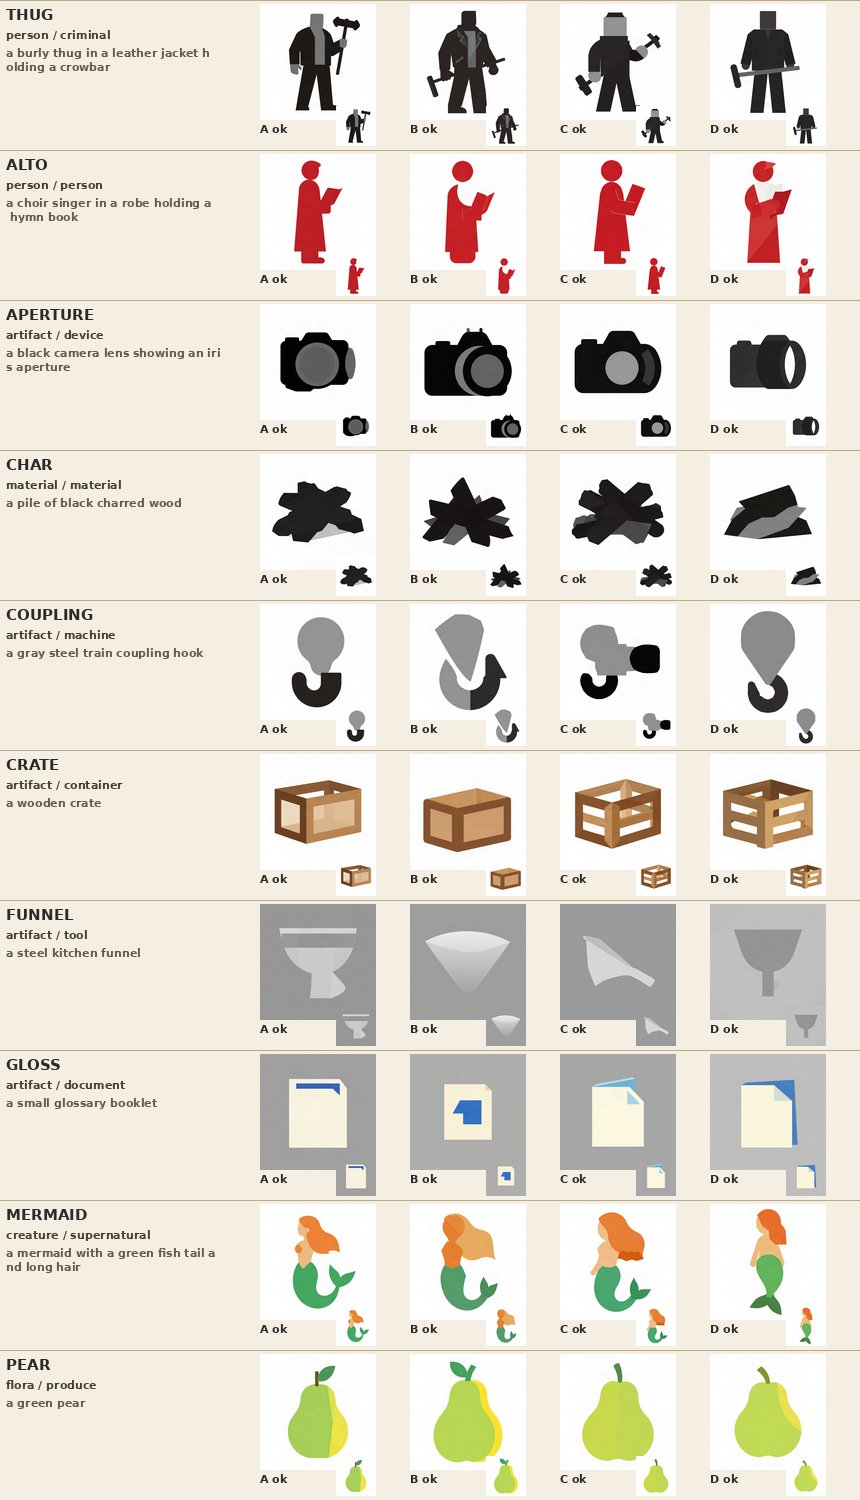 THUG
person / criminal
a burly thug in a leather jacket h
olding a crowbar
A ok
B ok
C ok
D ok
ALTO
person / person
a choir singer in a robe holding a
hymn book
A ok
B ok
C ok
D ok
APERTURE
artifact / device
a black camera lens showing an iri
s aperture
A ok
B ok
C ok
D ok
CHAR
material / material
a pile of black charred wood
A ok
B ok
C ok
D ok
COUPLING
artifact / machine
a gray steel train coupling hook
A ok
B ok
C ok
D ok
CRATE
artifact / container
a wooden crate
A ok
B ok
C ok
D ok
FUNNEL
artifact / tool
a steel kitchen funnel
A ok
B ok
C ok
D ok
GLOSS
artifact / document
a small glossary booklet
A ok
B ok
C ok
D ok
MERMAID
creature / supernatural
a mermaid with a green fish tail a
nd long hair
A ok
B ok
C ok
D ok
PEAR
flora / produce
a green pear
A ok
B ok
C ok
D ok